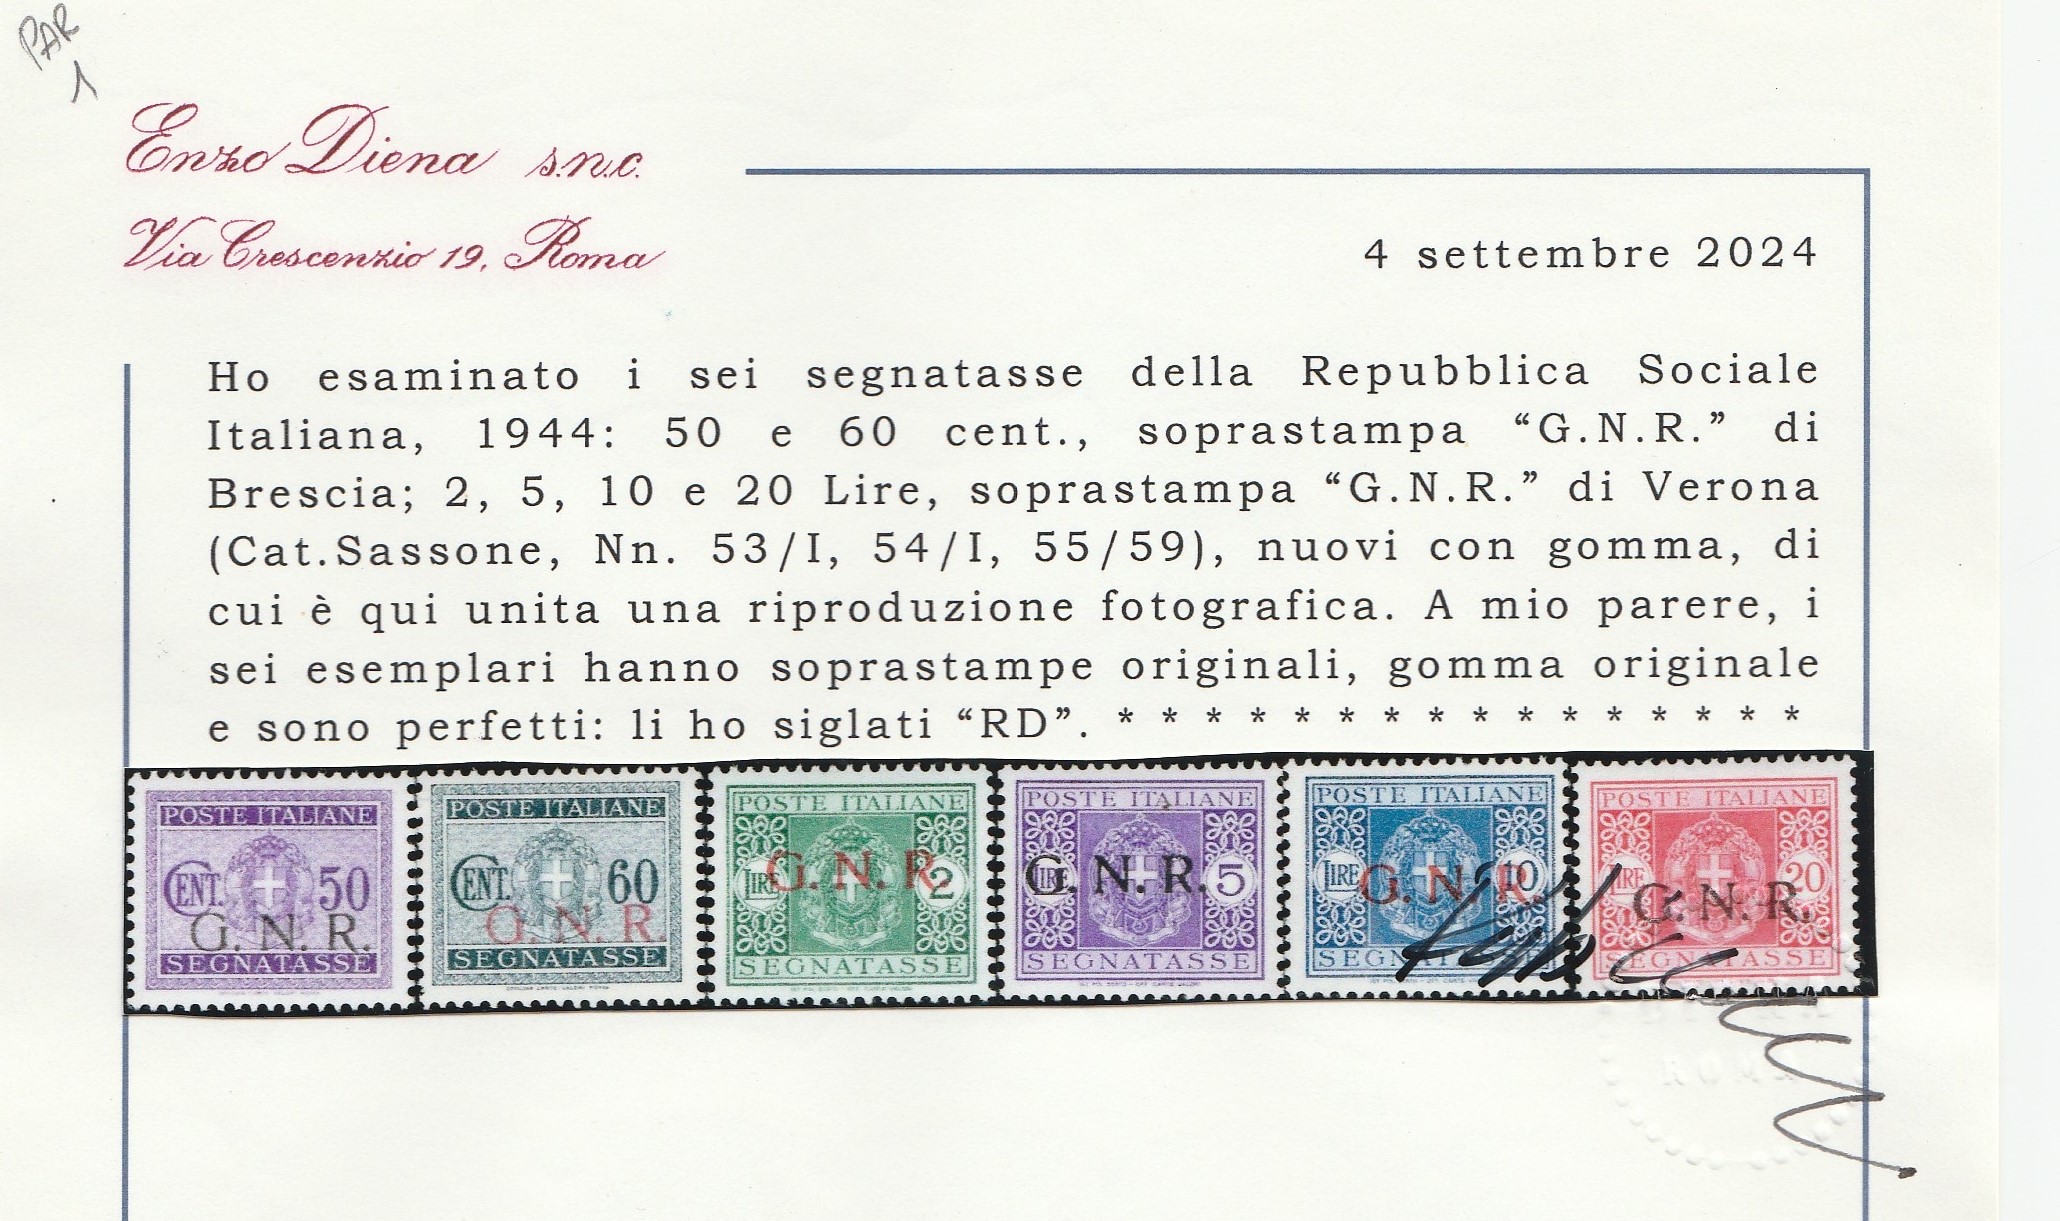 PAR
1
Enzo Diena s.n.c.
Via Crescenzio 19, Roma
4 settembre 2024
Ho esaminato i sei segnatasse della Repubblica Sociale
Italiana, 1944: 50 e 60 cent., soprastampa “G.N.R.” di
Brescia; 2, 5, 10 e 20 Lire, soprastampa “G.N.R.” di Verona
(Cat.Sassone, Nn. 53/I, 54/I, 55/59), nuovi con gomma, di
cui è qui unita una riproduzione fotografica. A mio parere, i
sei esemplari hanno soprastampe originali, gomma originale
e sono perfetti: li ho siglati “RD”. * * * * * * * * * * * * * * * *
POSTE ITALIANE
CENT. 50
G. N. R.
SEGNATASSE
POSTE ITALIANE
CENT. 60
G. N. R
SEGNATASSE
POSTE ITALIANE
LIRE 2
G. N. R.
SEGNATASSE
POSTE ITALIANE
LIRE 5
G. N. R.
SEGNATASSE
POSTE ITALIANE
LIRE 10
G. N. R.
POSTE ITALIANE
LIRE 20
G. N. R.